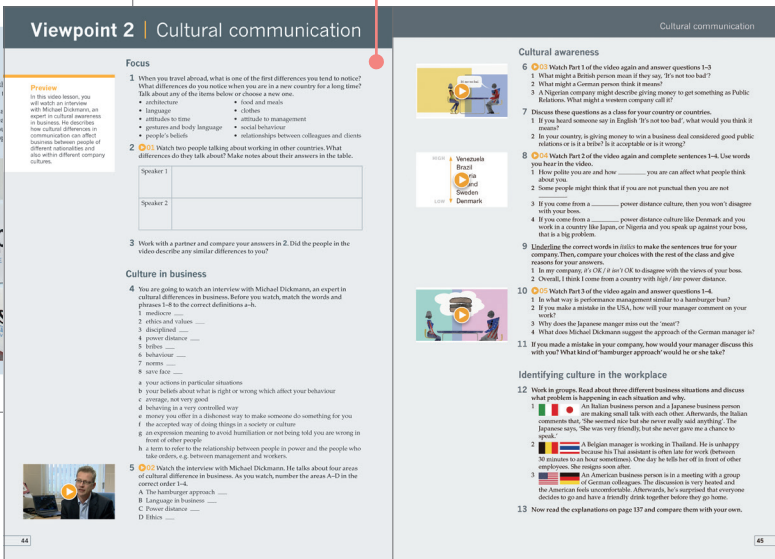 Viewpoint 2 | Cultural communication
Preview
In this video lesson, you
will watch an interview
with Michael Dickmann, an
expert in cultural awareness
in business. He describes
how cultural differences in
communication can affect
business between people of
different nationalities and
also within different company
cultures.
Focus
1 When you travel abroad, what is one of the first differences you tend to notice?
What differences do you notice when you are in a new country for a long time?
Talk about any of the items below or choose a new one.
• architecture
• language
• attitudes to time
• gestures and body language
• people's beliefs
• food and meals
• clothes
• attitude to management
• social behaviour
• relationships between colleagues and clients
2 01 Watch two people talking about working in other countries. What
differences do they talk about? Make notes about their answers in the table.
Speaker 1
Speaker 2
3 Work with a partner and compare your answers in 2. Did the people in the
video describe any similar differences to you?
Culture in business
4 You are going to watch an interview with Michael Dickmann, an expert in
cultural differences in business. Before you watch, match the words and
phrases 1–8 to the correct definitions a–h.
1 mediocre ___
2 ethics and values ___
3 disciplined ___
4 power distance ___
5 bribes ___
6 behaviour ___
7 norms ___
8 save face ___
a your actions in particular situations
b your beliefs about what is right or wrong which affect your behaviour
c average, not very good
d behaving in a very controlled way
e money you offer in a dishonest way to make someone do something for you
f the accepted way of doing things in a society or culture
g an expression meaning to avoid humiliation or not being told you are wrong in
front of other people
h a term to refer to the relationship between people in power and the people who
take orders, e.g. between management and workers.
5 02 Watch the interview with Michael Dickmann. He talks about four areas
of cultural difference in business. As you watch, number the areas A–D in the
correct order 1–4.
A The hamburger approach ___
B Language in business ___
C Power distance ___
D Ethics ___
44
Cultural communication
Cultural awareness
6 03 Watch Part 1 of the video again and answer questions 1–3
1 What might a British person mean if they say, 'It's not too bad'?
2 What might a German person think it means?
3 A Nigerian company might describe giving money to get something as Public
Relations. What might a western company call it?
7 Discuss these questions as a class for your country or countries.
1 If you heard someone say in English 'It's not too bad', what would you think it
means?
2 In your country, is giving money to win a business deal considered good public
relations or is it a bribe? Is it acceptable or is it wrong?
HIGH
LOW
Venezuela
Brazil
Sweden
Denmark
8 04 Watch Part 2 of the video again and complete sentences 1–4. Use words
you hear in the video.
1 How polite you are and how ______ you are can affect what people think
about you.
2 Some people might think that if you are not punctual then you are not
______
3 If you come from a ______ power distance culture, then you won't disagree
with your boss.
4 If you come from a ______ power distance culture like Denmark and you
work in a country like Japan, or Nigeria and you speak up against your boss,
that is a big problem.
9 Underline the correct words in italics to make the sentences true for your
company. Then, compare your choices with the rest of the class and give
reasons for your answers.
1 In my company, it's OK / it isn't OK to disagree with the views of your boss.
2 Overall, I think I come from a country with high / low power distance.
10 05 Watch Part 3 of the video again and answer questions 1–4.
1 In what way is performance management similar to a hamburger bun?
2 If you make a mistake in the USA, how will your manager comment on your
work?
3 Why does the Japanese manger miss out the 'meat'?
4 What does Michael Dickmann suggest the approach of the German manager is?
11 If you made a mistake in your company, how would your manager discuss this
with you? What kind of 'hamburger approach' would he or she take?
Identifying culture in the workplace
12 Work in groups. Read about three different business situations and discuss
what problem is happening in each situation and why.
1 An Italian business person and a Japanese business person
are making small talk with each other. Afterwards, the Italian
comments that, 'She seemed nice but she never really said anything'. The
Japanese says, 'She was very friendly, but she never gave me a chance to
speak.'
2 A Belgian manager is working in Thailand. He is unhappy
because his Thai assistant is often late for work (between
30 minutes to an hour sometimes). One day he tells her off in front of other
employees. She resigns soon after.
3 An American business person is in a meeting with a group
of German colleagues. The discussion is very heated and
the American feels uncomfortable. Afterwards, he's surprised that everyone
decides to go and have a friendly drink together before they go home.
13 Now read the explanations on page 137 and compare them with your own.
45